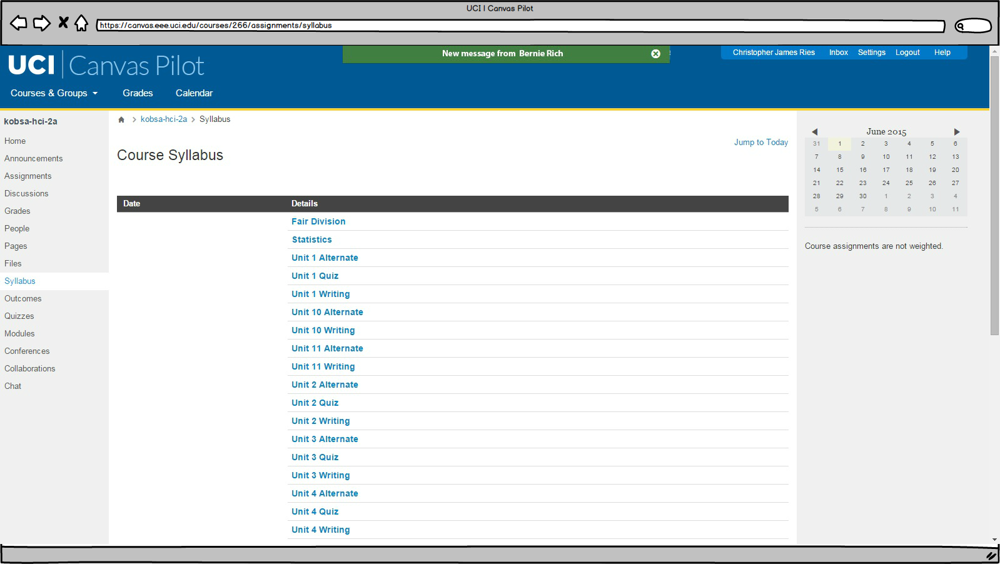 UCI | Canvas Pilot
https://canvas.eee.uci.edu/courses/266/assignments/syllabus
New message from Bernie Rich
Christopher James Ries Inbox Settings Logout Help
UCI | Canvas Pilot
Courses & Groups Grades Calendar
kobsa-hci-2a
Home
Announcements
Assignments
Discussions
Grades
People
Pages
Files
Syllabus
Outcomes
Quizzes
Modules
Conferences
Collaborations
Chat
kobsa-hci-2a > Syllabus
Jump to Today
Course Syllabus
Date Details
Fair Division
Statistics
Unit 1 Alternate
Unit 1 Quiz
Unit 1 Writing
Unit 10 Alternate
Unit 10 Writing
Unit 11 Alternate
Unit 11 Writing
Unit 2 Alternate
Unit 2 Quiz
Unit 2 Writing
Unit 3 Alternate
Unit 3 Quiz
Unit 3 Writing
Unit 4 Alternate
Unit 4 Quiz
Unit 4 Writing
June 2015
31 1 2 3 4 5 6
7 8 9 10 11 12 13
14 15 16 17 18 19 20
21 22 23 24 25 26 27
28 29 30 1 2 3 4
5 6 7 8 9 10 11
Course assignments are not weighted.